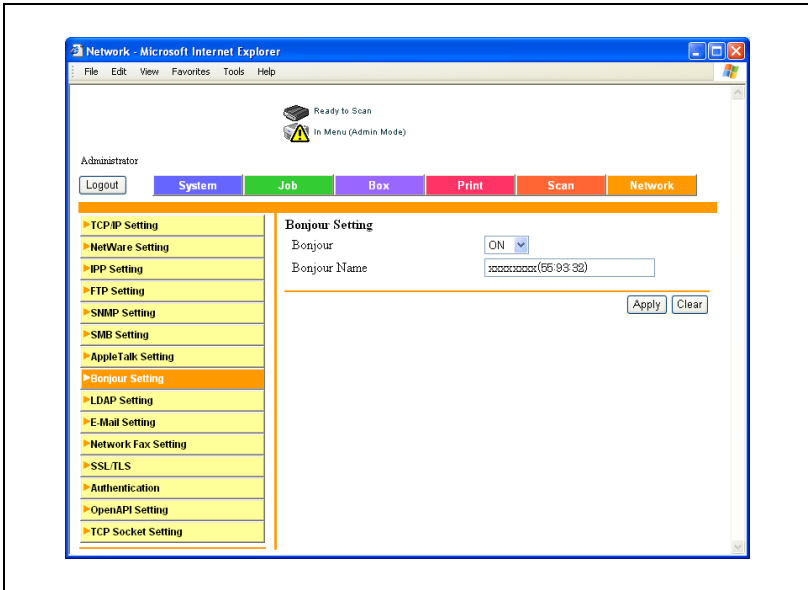 Network - Microsoft Internet Explorer
File Edit View Favorites Tools Help
Ready to Scan
In Menu (Admin Mode)
Administrator
Logout System Job Box Print Scan Network
TCP/IP Setting
NetWare Setting
IPP Setting
FTP Setting
SNMP Setting
SMB Setting
AppleTalk Setting
Bonjour Setting
LDAP Setting
E-Mail Setting
Network Fax Setting
SSL/TLS
Authentication
OpenAPI Setting
TCP Socket Setting
Bonjour Setting
Bonjour ON
Bonjour Name xxxxxxxx(55:93:32)
Apply Clear